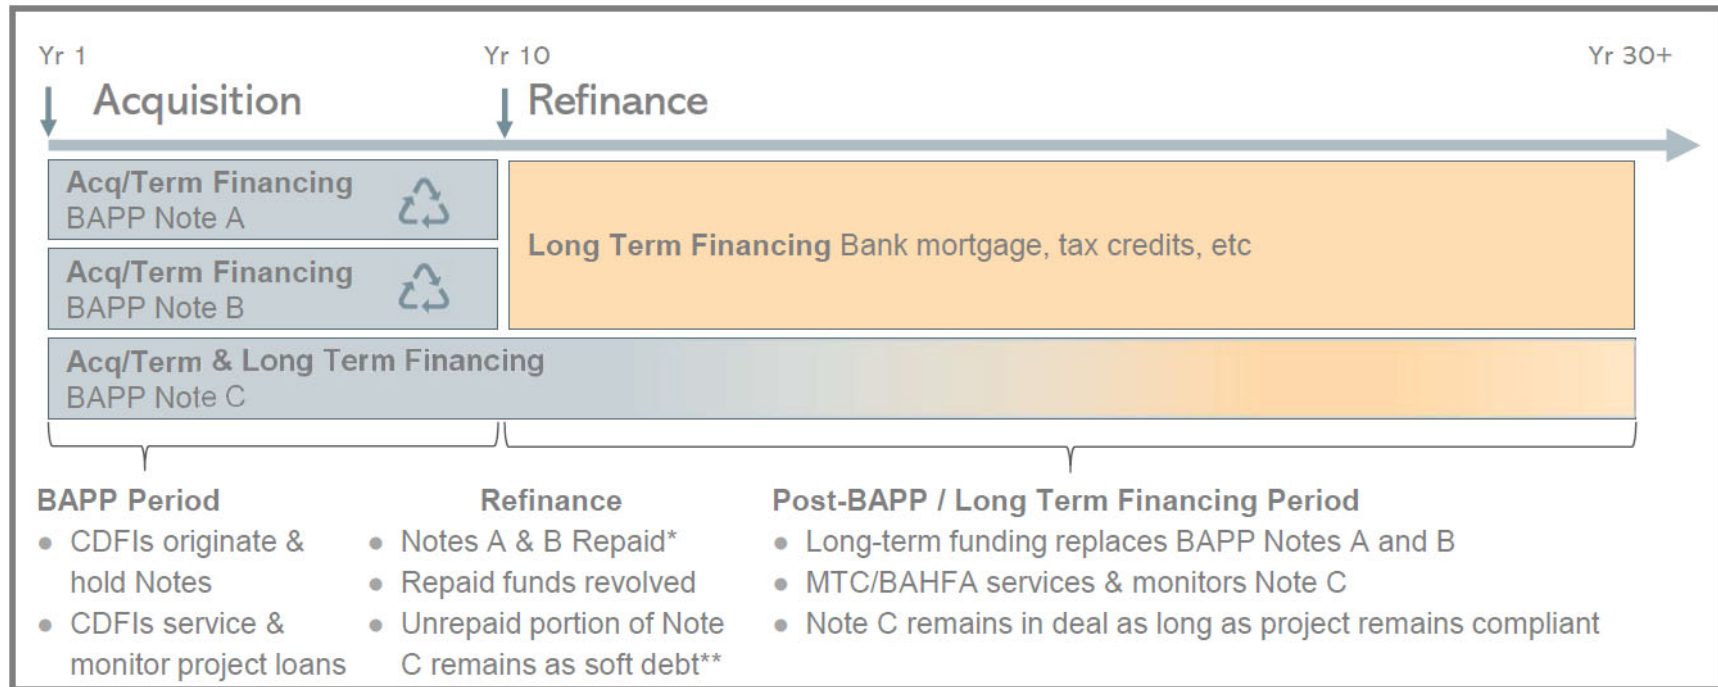 Yr 1
Yr 10
Yr 30+
Acquisition
Refinance
Acq/Term Financing
BAPP Note A
Acq/Term Financing
BAPP Note B
Long Term Financing Bank mortgage, tax credits, etc
Acq/Term & Long Term Financing
BAPP Note C
BAPP Period
● CDFIs originate &
hold Notes
● CDFIs service &
monitor project loans
Refinance
● Notes A & B Repaid*
● Repaid funds revolved
● Unrepaid portion of Note
C remains as soft debt**
Post-BAPP / Long Term Financing Period
● Long-term funding replaces BAPP Notes A and B
● MTC/BAHFA services & monitors Note C
● Note C remains in deal as long as project remains compliant